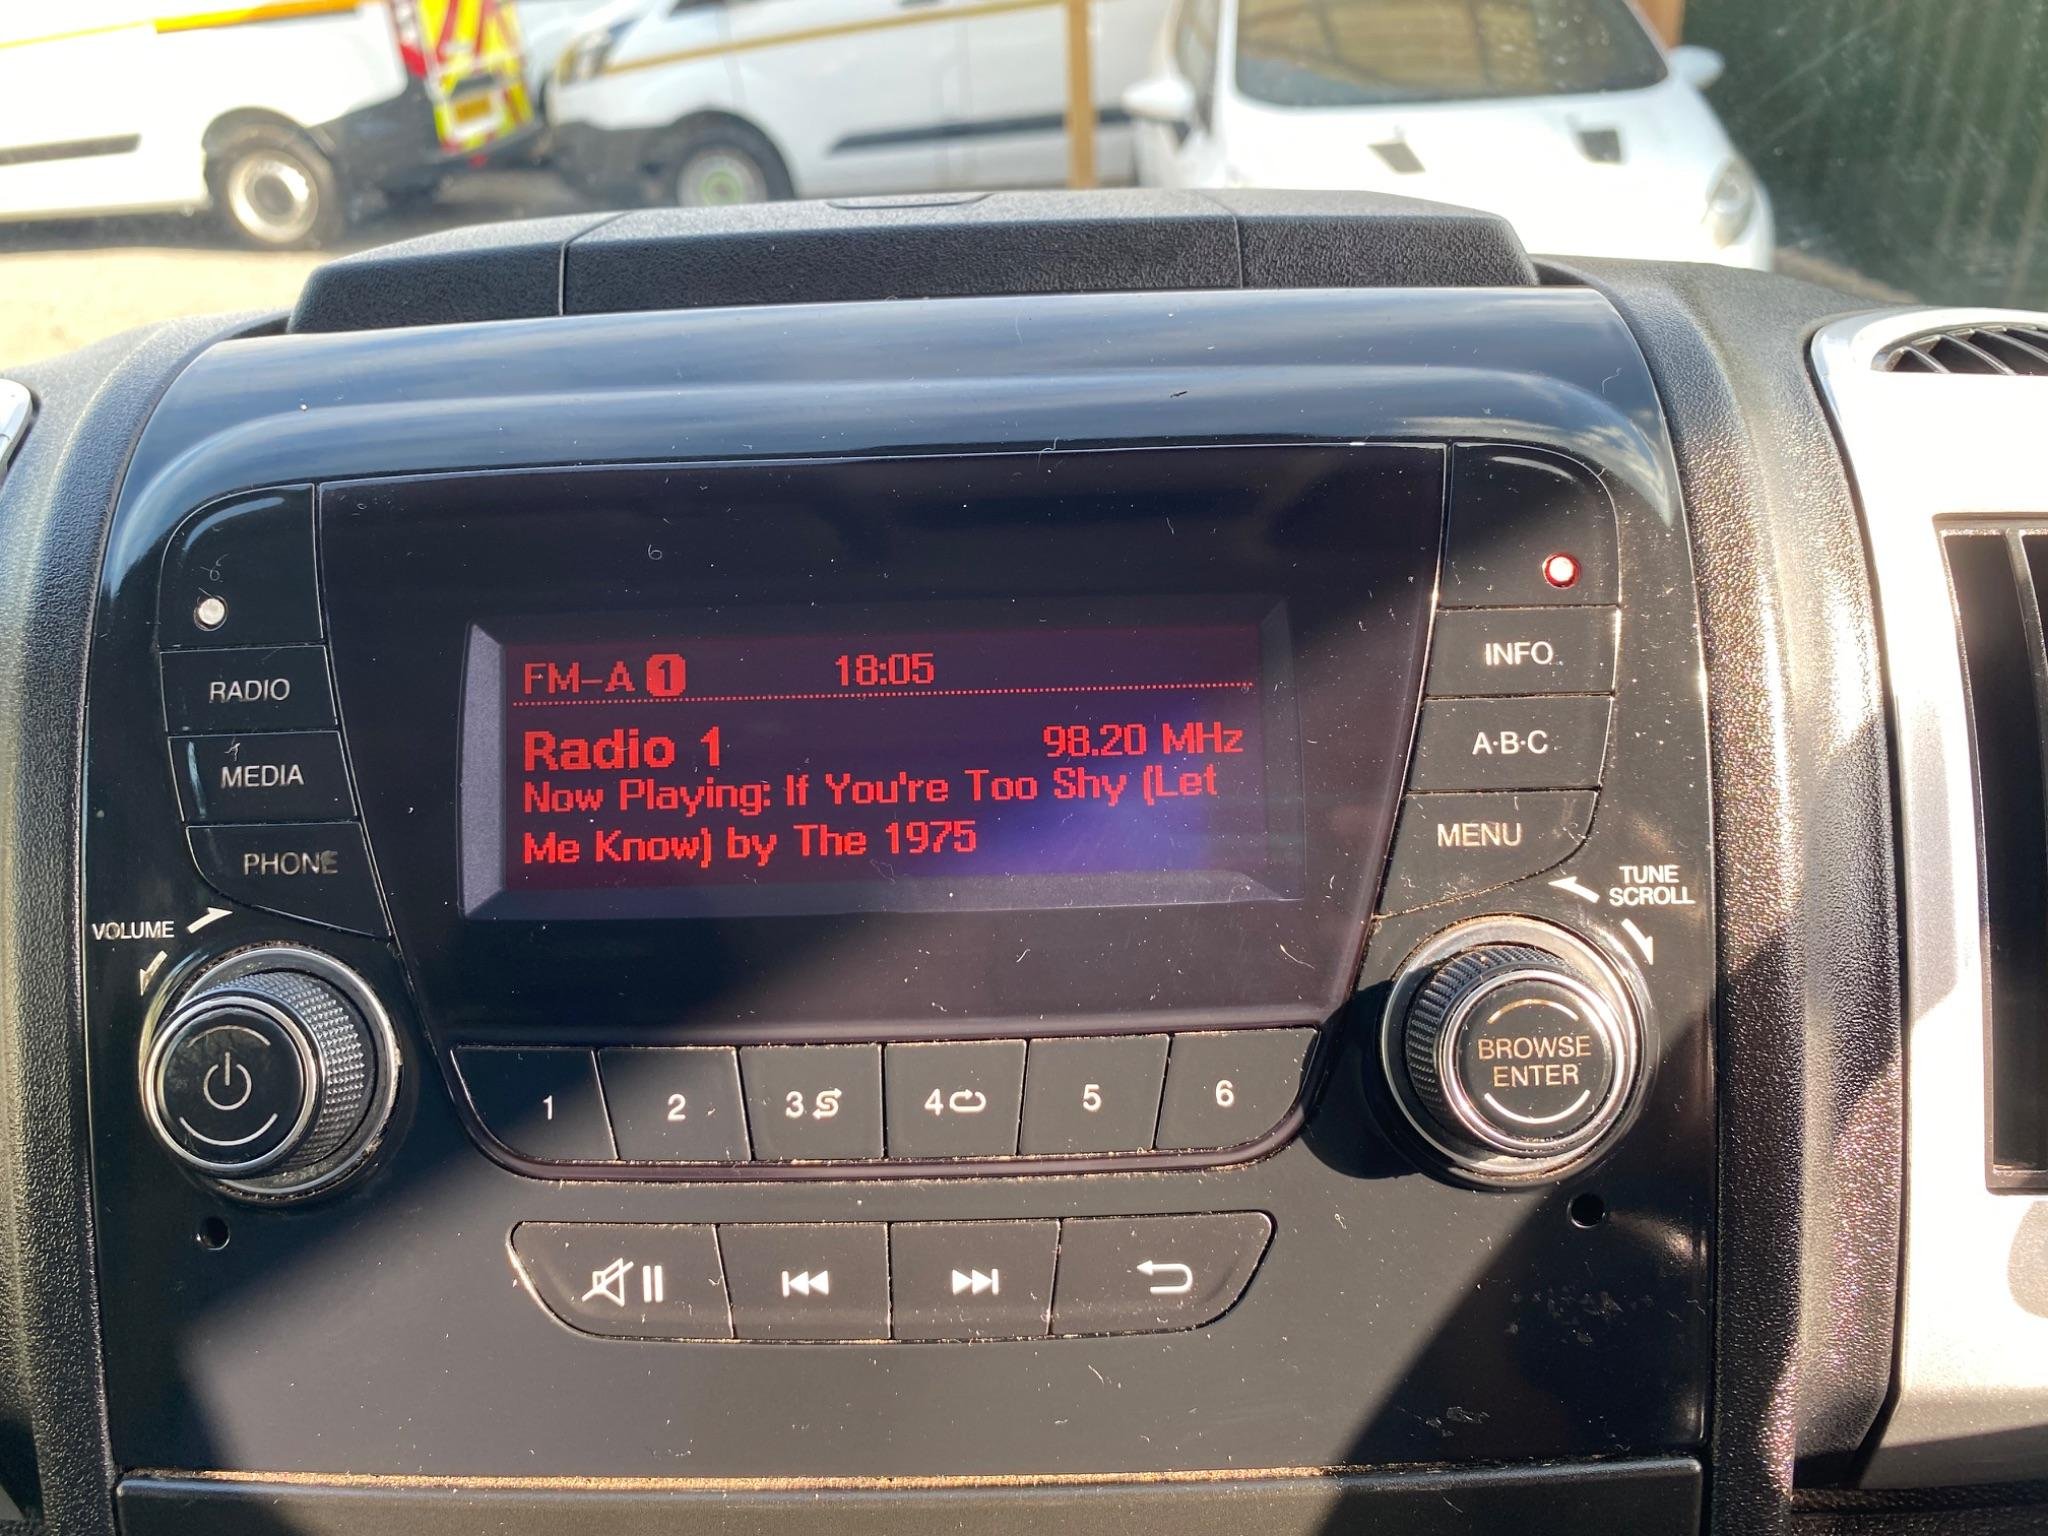 FM-A 1 18:05
Radio 1 98.20 MHz
Now Playing: If You're Too Shy (Let
Me Know) by The 1975
RADIO
MEDIA
PHONE
VOLUME
INFO
A·B·C
MENU
TUNE
SCROLL
BROWSE
ENTER
1 2 3 4 5 6